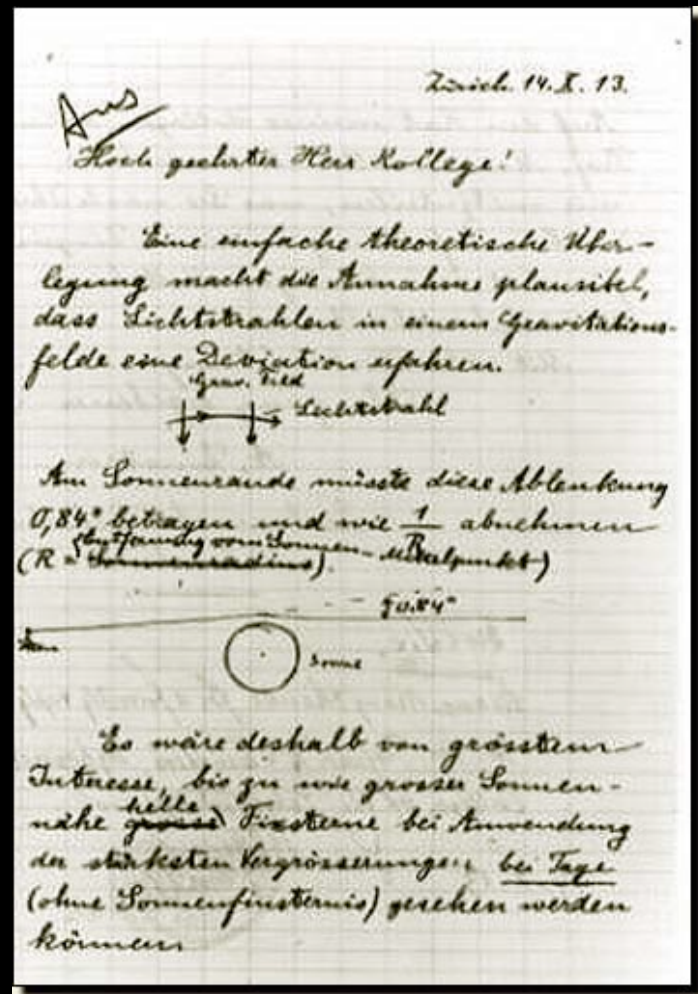 Zürich. 14. X. 13.
Aus
Hoch geehrter Herr Kollege!
Eine einfache theoretische Über-
legung macht die Annahme plausibel,
dass Lichtstrahlen in einem Gravitations-
felde eine Deviation erfahren.
Grav. Feld
Lichtstrahl
Am Sonnenrande müsste diese Ablenkung
0,84" betragen und wie 1/R abnehmen
Entfernung vom Sonnen-Mittelpunkt)
(R = Sonnenradius).
0.84"
Sonne
Es wäre deshalb von grösstem
Interesse, bis zu wie grosser Sonnen-
helle
nähe grosse Fixsterne bei Anwendung
der stärksten Vergrösserungen bei Tage
(ohne Sonnenfinsternis) gesehen werden
können.